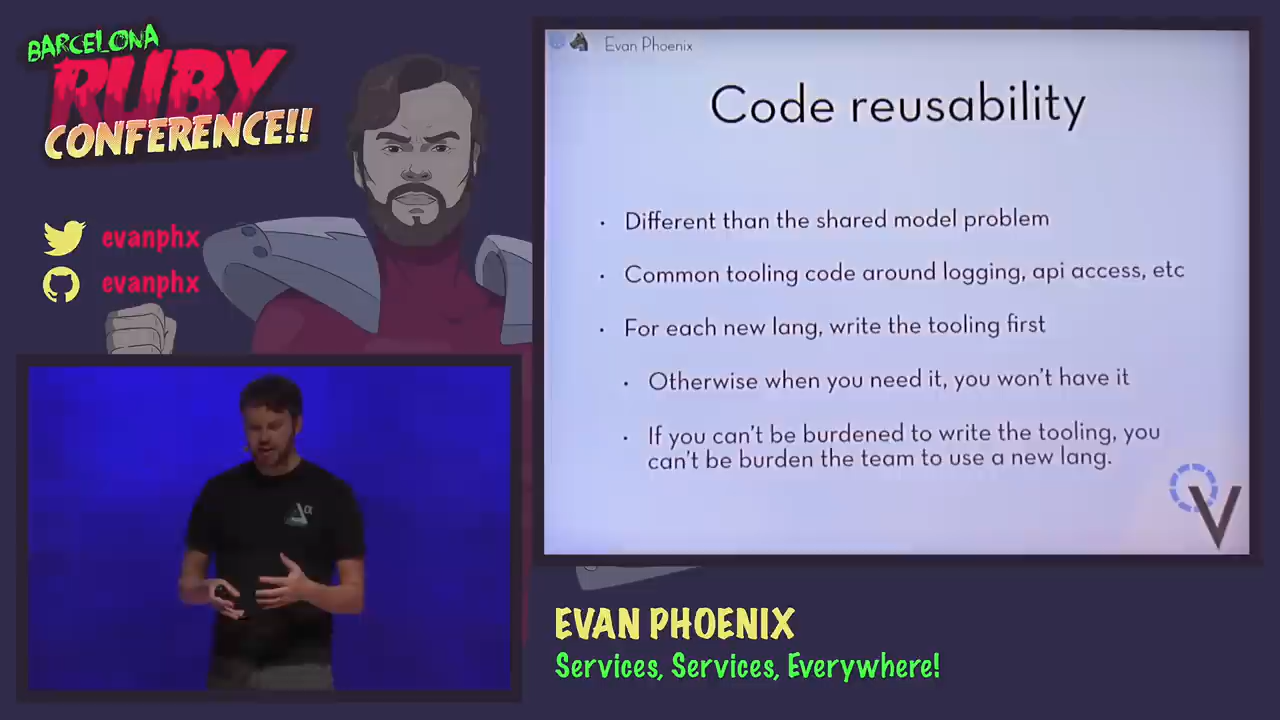 BARCELONA
RUBY
CONFERENCE!!
evanphx
evanphx
Evan Phoenix
Code reusability
• Different than the shared model problem
• Common tooling code around logging, api access, etc
• For each new lang, write the tooling first
• Otherwise when you need it, you won't have it
• If you can't be burdened to write the tooling, you
can't be burden the team to use a new lang.
V
α
EVAN PHOENIX
Services, Services, Everywhere!